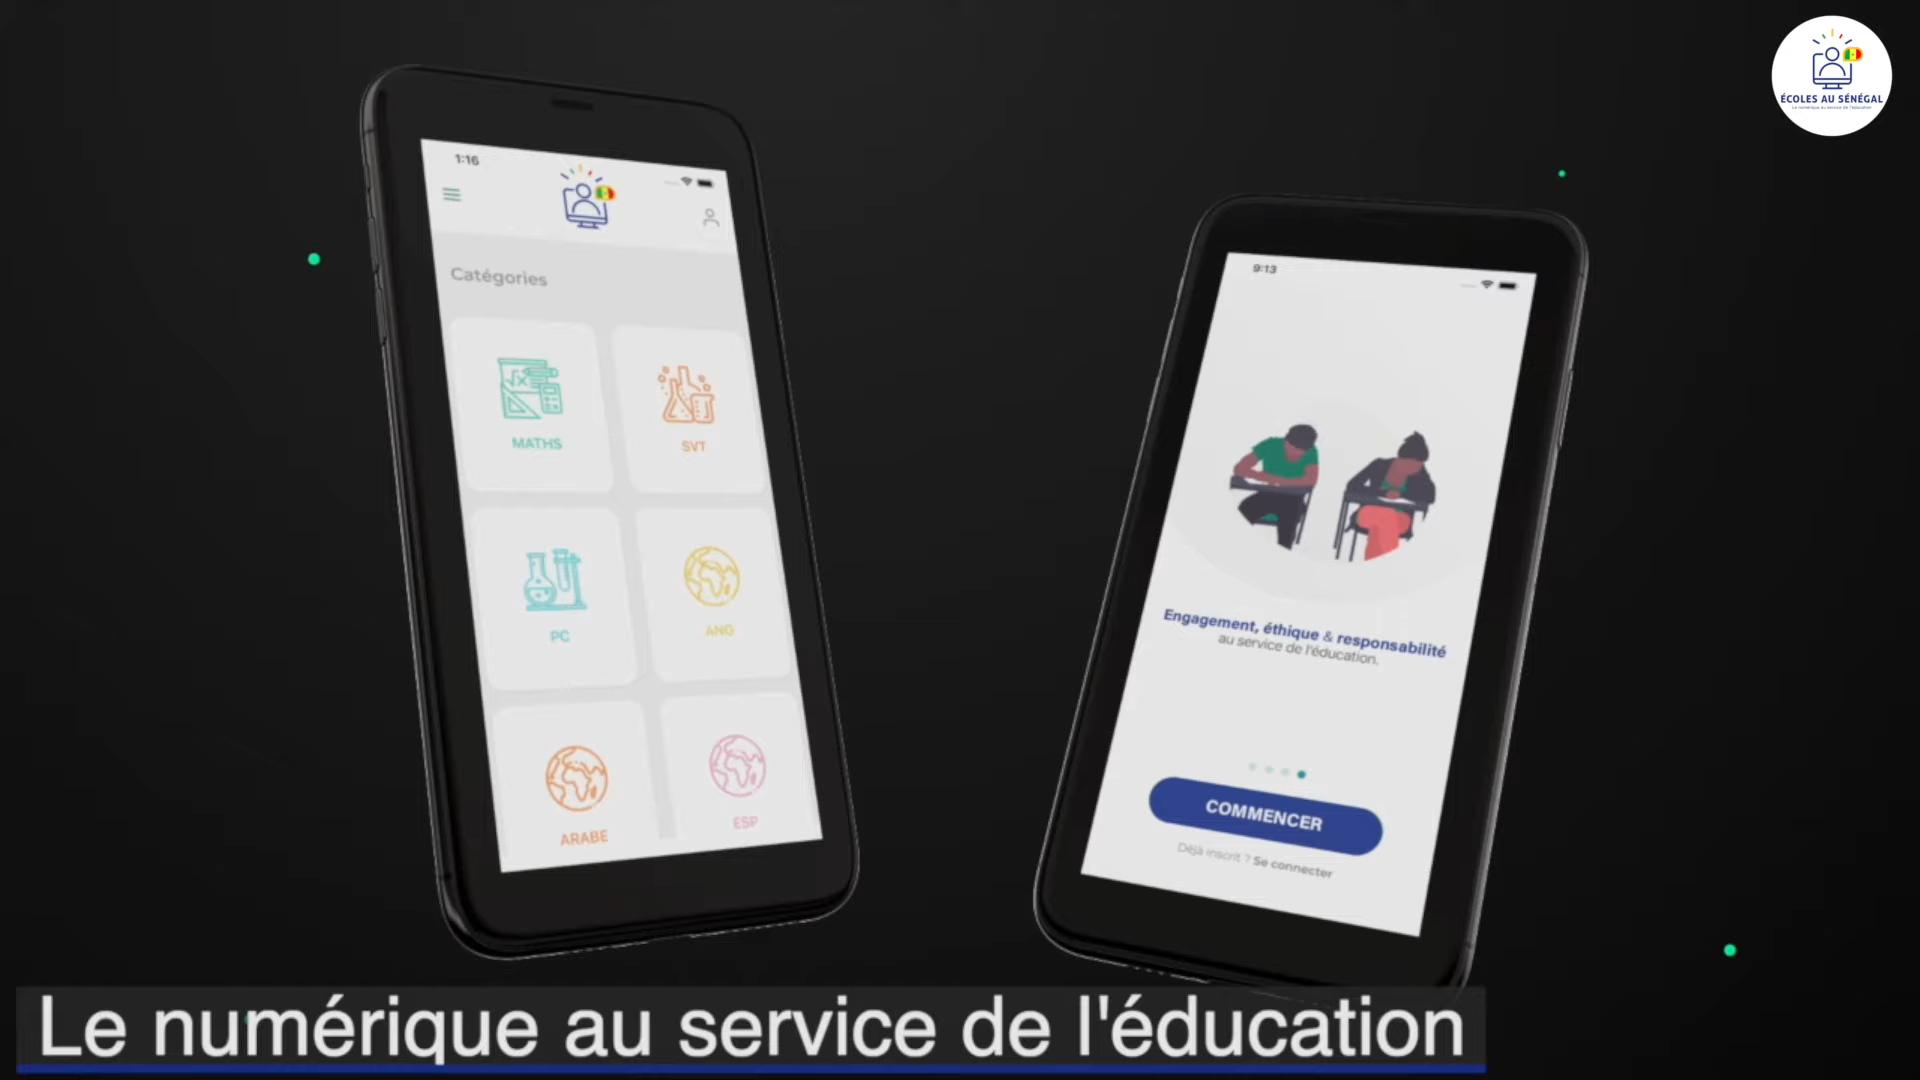 ÉCOLES AU SÉNÉGAL
Le numérique au service de l'éducation
1:16
Catégories
MATHS
SVT
PC
ANG
ARABE
ESP
9:13
Engagement, éthique & responsabilité
au service de l'éducation.
COMMENCER
Déjà inscrit ? Se connecter
Le numérique au service de l'éducation